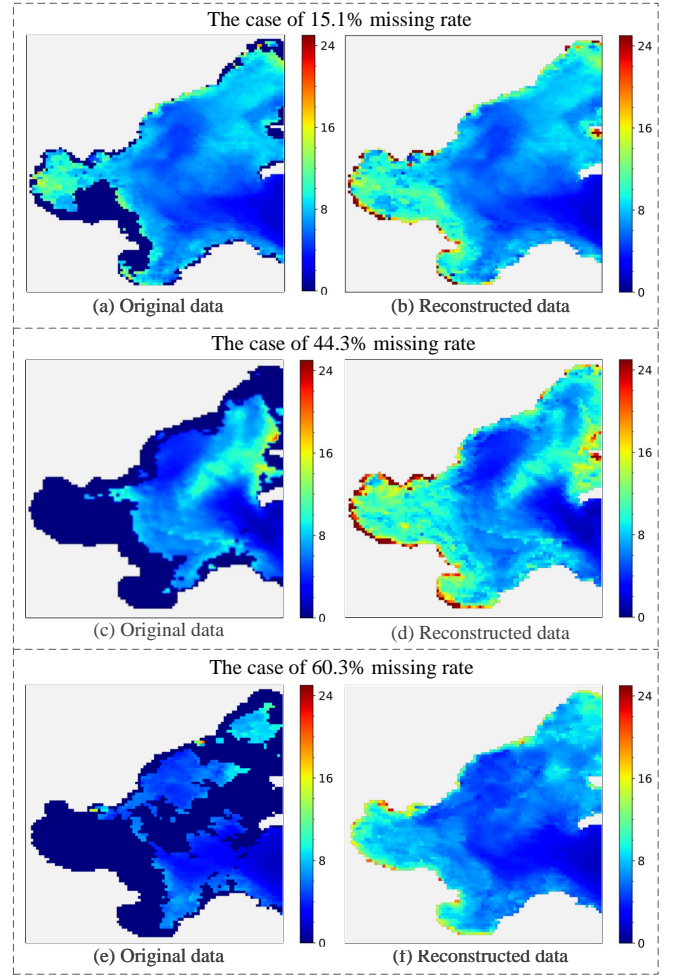 The case of 15.1% missing rate
24
16
8
0
24
16
8
0
(a) Original data
(b) Reconstructed data
The case of 44.3% missing rate
24
16
8
0
24
16
8
0
(c) Original data
(d) Reconstructed data
The case of 60.3% missing rate
24
16
8
0
24
16
8
0
(e) Original data
(f) Reconstructed data